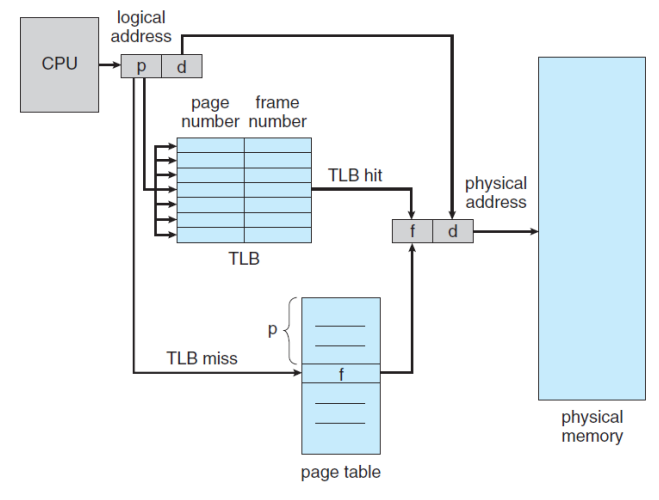 logical
address
CPU
p d
page frame
number number
TLB hit
physical
address
f d
TLB
p
TLB miss
f
physical
memory
page table